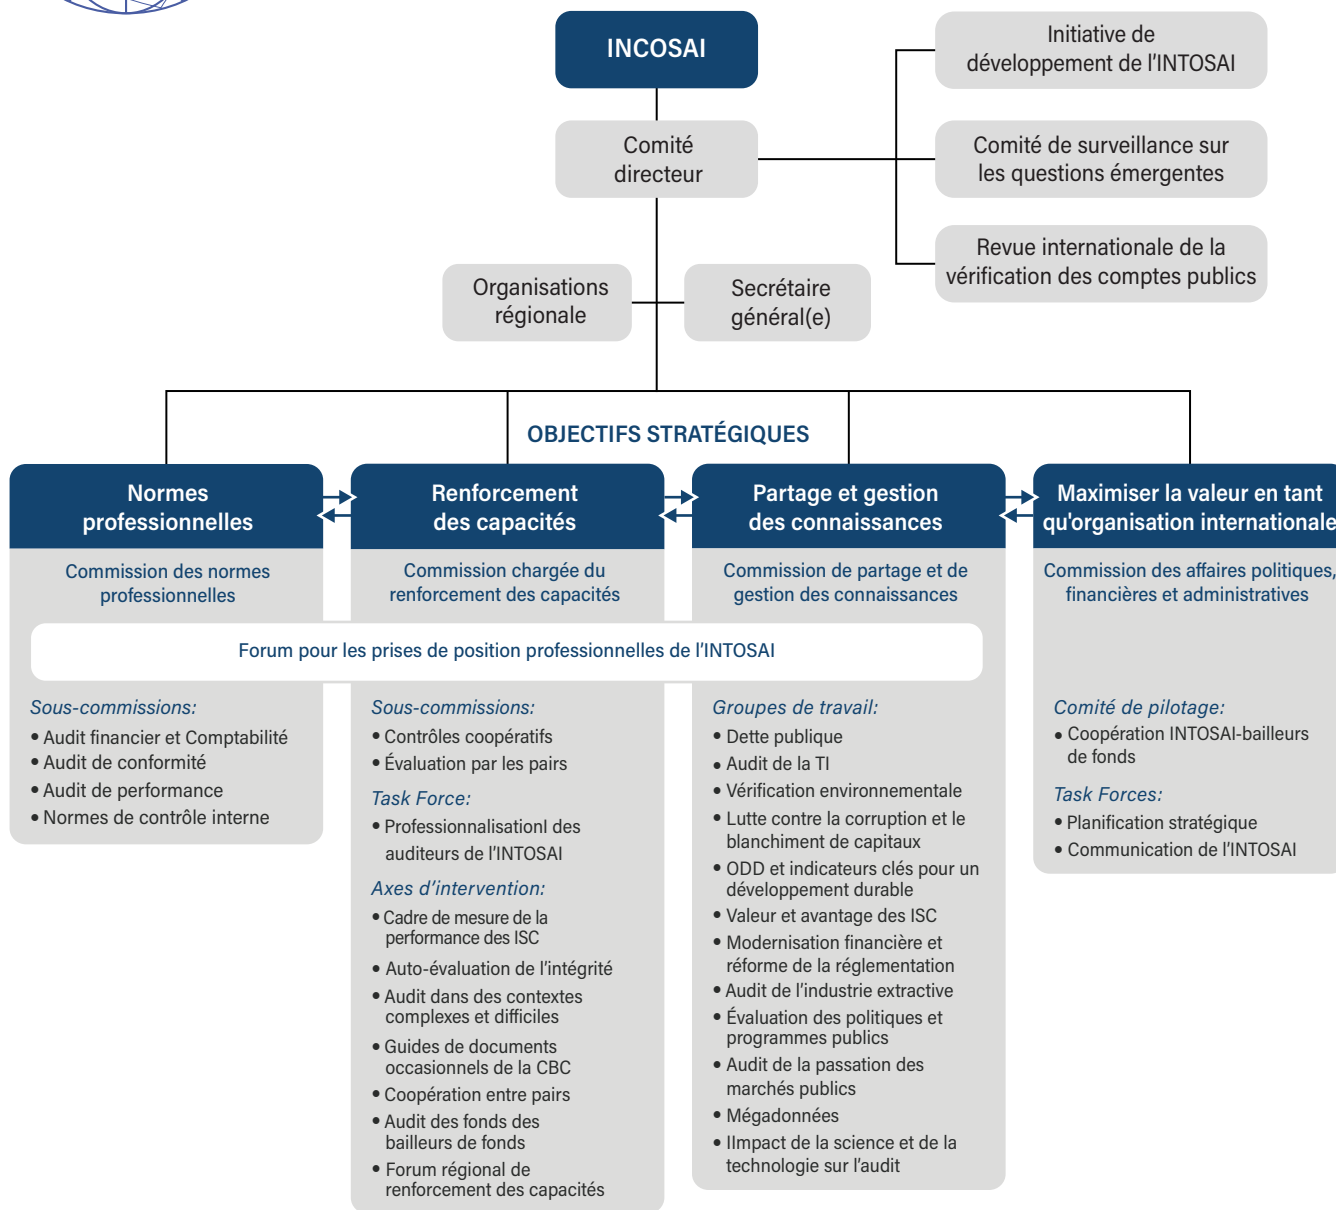 INCOSAI
Initiative de
développement de l'INTOSAI
Comité
directeur
Comité de surveillance sur
les questions émergentes
Revue internationale de la
vérification des comptes publics
Organisations
régionale
Secrétaire
général(e)
OBJECTIFS STRATÉGIQUES
Normes
professionnelles
Commission des normes
professionnelles
Renforcement
des capacités
Commission chargée du
renforcement des capacités
Partage et gestion
des connaissances
Commission de partage et de
gestion des connaissances
Maximiser la valeur en tant
qu'organisation internationale
Commission des affaires politiques,
financières et administratives
Forum pour les prises de position professionnelles de l'INTOSAI
Sous-commissions:
• Audit financier et Comptabilité
• Audit de conformité
• Audit de performance
• Normes de contrôle interne
Sous-commissions:
• Contrôles coopératifs
• Évaluation par les pairs
Task Force:
• Professionnalisationl des
auditeurs de l'INTOSAI
Axes d'intervention:
• Cadre de mesure de la
performance des ISC
• Auto-évaluation de l'intégrité
• Audit dans des contextes
complexes et difficiles
• Guides de documents
occasionnels de la CBC
• Coopération entre pairs
• Audit des fonds des
bailleurs de fonds
• Forum régional de
renforcement des capacités
Groupes de travail:
• Dette publique
• Audit de la TI
• Vérification environnementale
• Lutte contre la corruption et le
blanchiment de capitaux
• ODD et indicateurs clés pour un
développement durable
• Valeur et avantage des ISC
• Modernisation financière et
réforme de la réglementation
• Audit de l'industrie extractive
• Évaluation des politiques et
programmes publics
• Audit de la passation des
marchés publics
• Mégadonnées
• IImpact de la science et de la
technologie sur l'audit
Comité de pilotage:
• Coopération INTOSAI-bailleurs
de fonds
Task Forces:
• Planification stratégique
• Communication de l'INTOSAI